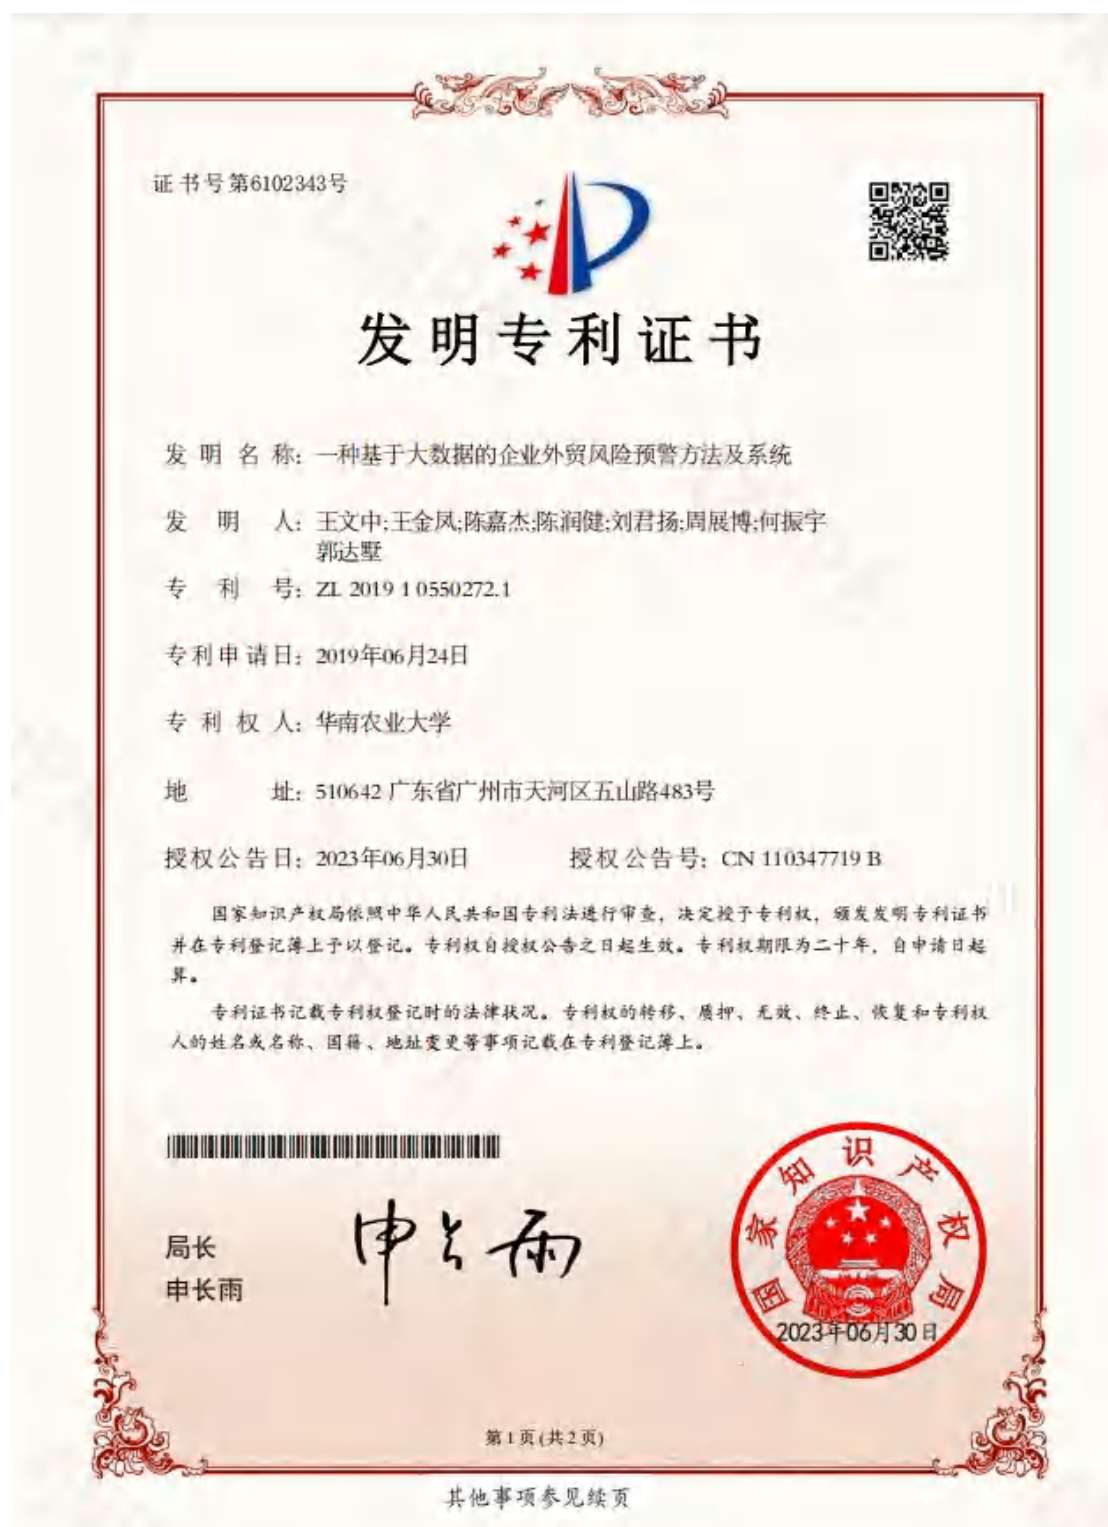 证书号第6102343号
发明专利证书
发明名称：一种基于大数据的企业外贸风险预警方法及系统
发明人：王文中;王金凤;陈嘉杰;陈润健;刘君扬;周展博;何振宇
郭达墅
专利号：ZL 2019 1 0550272.1
专利申请日：2019年06月24日
专利权人：华南农业大学
地址：510642 广东省广州市天河区五山路483号
授权公告日：2023年06月30日 授权公告号：CN 110347719 B
国家知识产权局依照中华人民共和国专利法进行审查，决定授予专利权，颁发发明专利证书
并在专利登记簿上予以登记。专利权自授权公告之日起生效。专利权期限为二十年，自申请日起
算。
专利证书记载专利权登记时的法律状况。专利权的转移、质押、无效、终止、恢复和专利权
人的姓名或名称、国籍、地址变更等事项记载在专利登记簿上。
局长
申长雨
申长雨
国家知识产权局
2023年06月30日
第1页(共2页)
其他事项参见续页